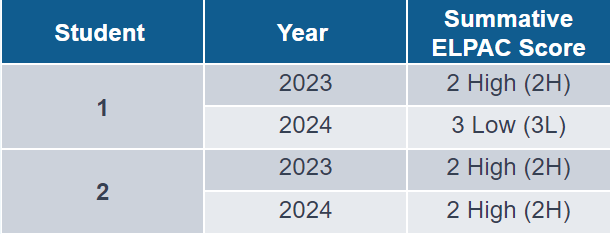 Student Year Summative ELPAC Score
1 2023 2 High (2H)
2024 3 Low (3L)
2 2023 2 High (2H)
2024 2 High (2H)